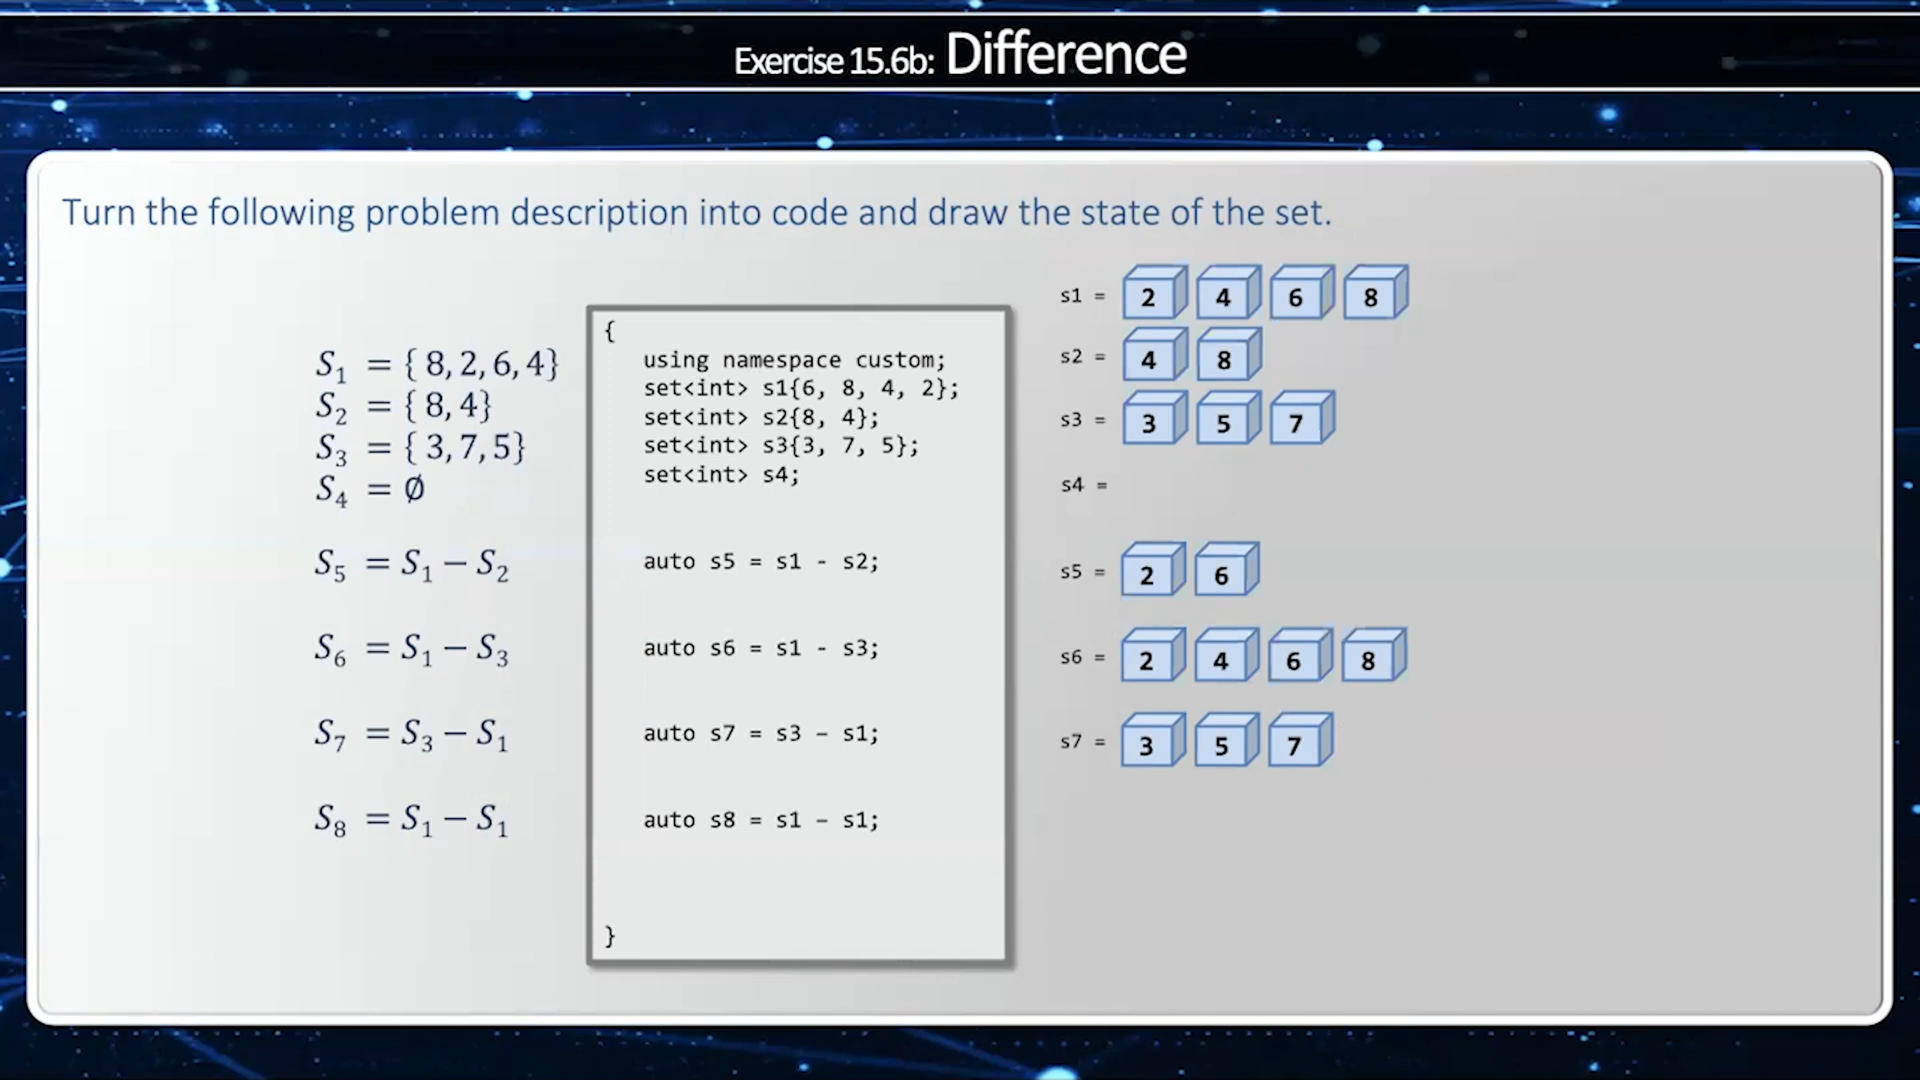 Exercise 15.6b: Difference
Turn the following problem description into code and draw the state of the set.
S₁ = { 8, 2, 6, 4}
S₂ = { 8, 4}
S₃ = { 3, 7, 5}
S₄ = ∅
S₅ = S₁ − S₂
S₆ = S₁ − S₃
S₇ = S₃ − S₁
S₈ = S₁ − S₁
{
using namespace custom;
set<int> s1{6, 8, 4, 2};
set<int> s2{8, 4};
set<int> s3{3, 7, 5};
set<int> s4;
auto s5 = s1 - s2;
auto s6 = s1 - s3;
auto s7 = s3 – s1;
auto s8 = s1 – s1;
}
s1 = 2 4 6 8
s2 = 4 8
s3 = 3 5 7
s4 =
s5 = 2 6
s6 = 2 4 6 8
s7 = 3 5 7